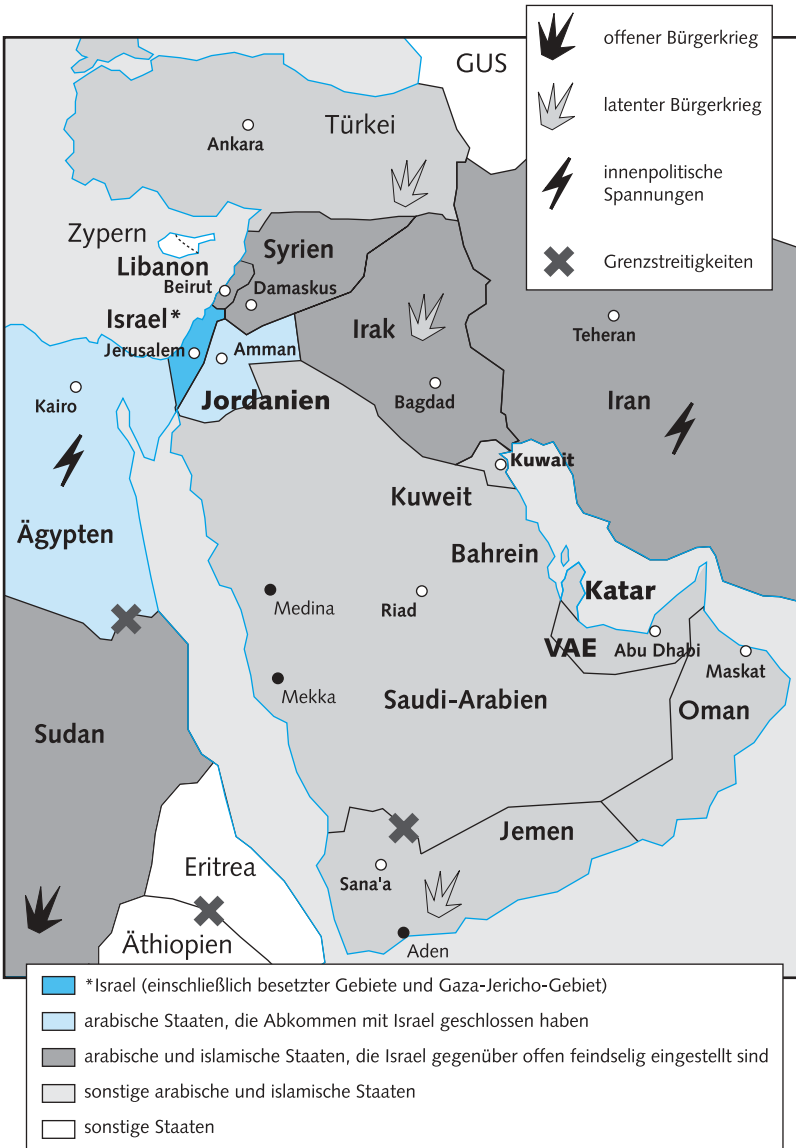 offener Bürgerkrieg
latenter Bürgerkrieg
innenpolitische
Spannungen
Grenzstreitigkeiten
GUS
Türkei
Ankara
Zypern
Syrien
Libanon
Beirut
Damaskus
Israel*
Irak
Teheran
Jerusalem
Amman
Kairo
Jordanien
Bagdad
Iran
Kuwait
Kuweit
Ägypten
Bahrein
Katar
Medina
Riad
VAE
Abu Dhabi
Maskat
Mekka
Saudi-Arabien
Oman
Sudan
Jemen
Eritrea
Sana'a
Äthiopien
Aden
*Israel (einschließlich besetzter Gebiete und Gaza-Jericho-Gebiet)
arabische Staaten, die Abkommen mit Israel geschlossen haben
arabische und islamische Staaten, die Israel gegenüber offen feindselig eingestellt sind
sonstige arabische und islamische Staaten
sonstige Staaten